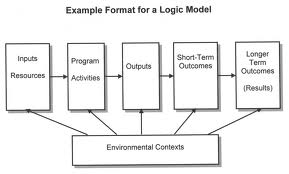 Example Format for a Logic Model
Inputs
Resources
Program
Activities
Outputs
Short-Term
Outcomes
Longer
Term
Outcomes
(Results)
Environmental Contexts